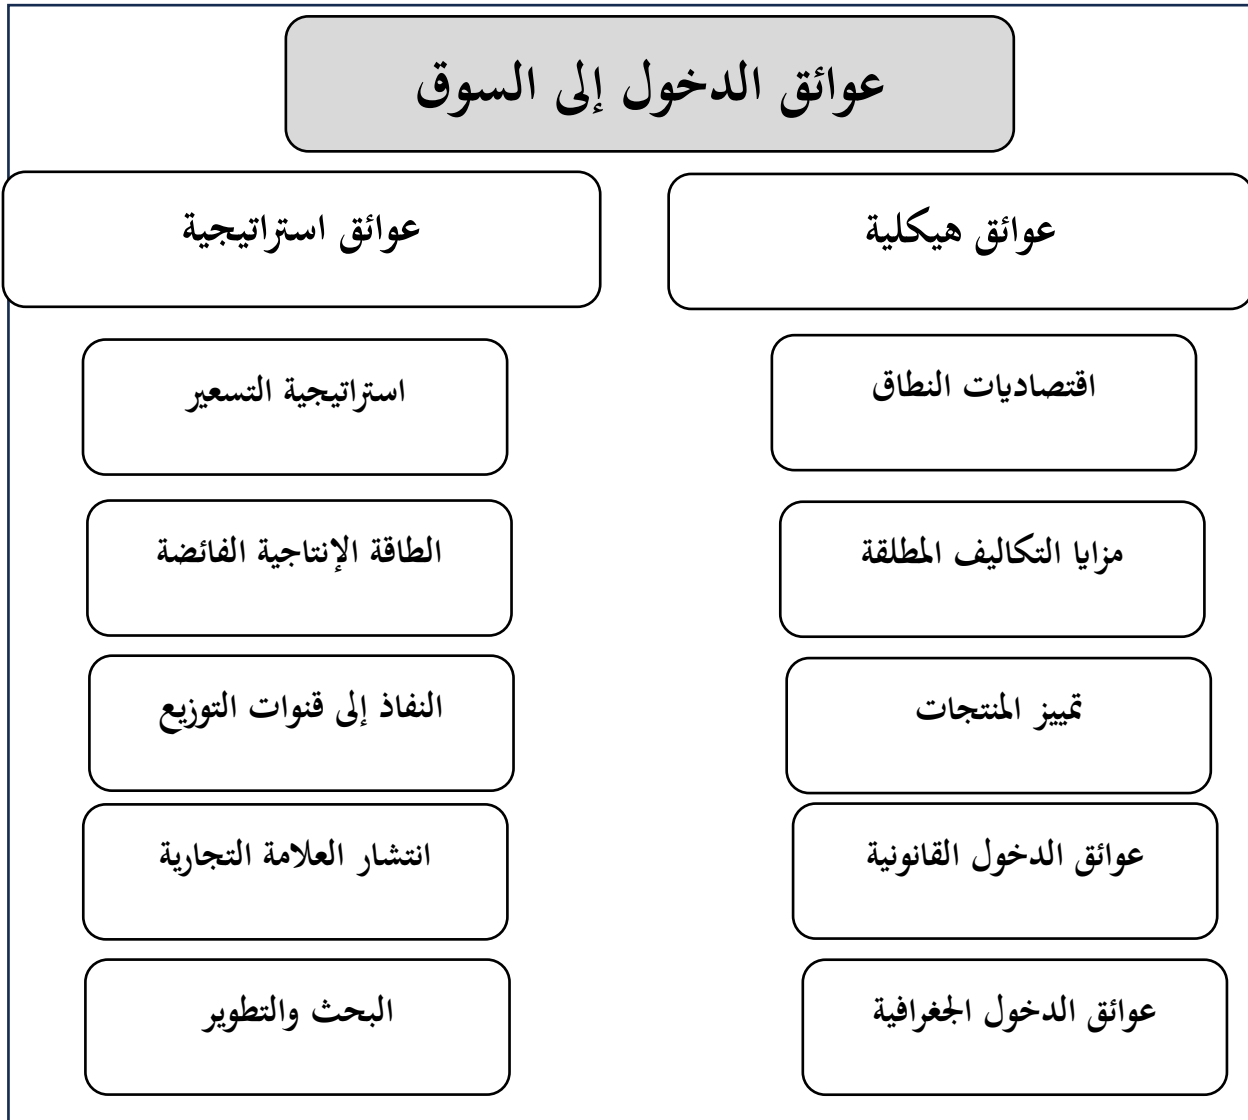 عوائق الدخول إلى السوق
عوائق هيكلية
عوائق استراتيجية
اقتصاديات النطاق
استراتيجية التسعير
مزايا التكاليف المطلقة
الطاقة الإنتاجية الفائضة
تمييز المنتجات
النفاذ إلى قنوات التوزيع
عوائق الدخول القانونية
انتشار العلامة التجارية
عوائق الدخول الجغرافية
البحث والتطوير